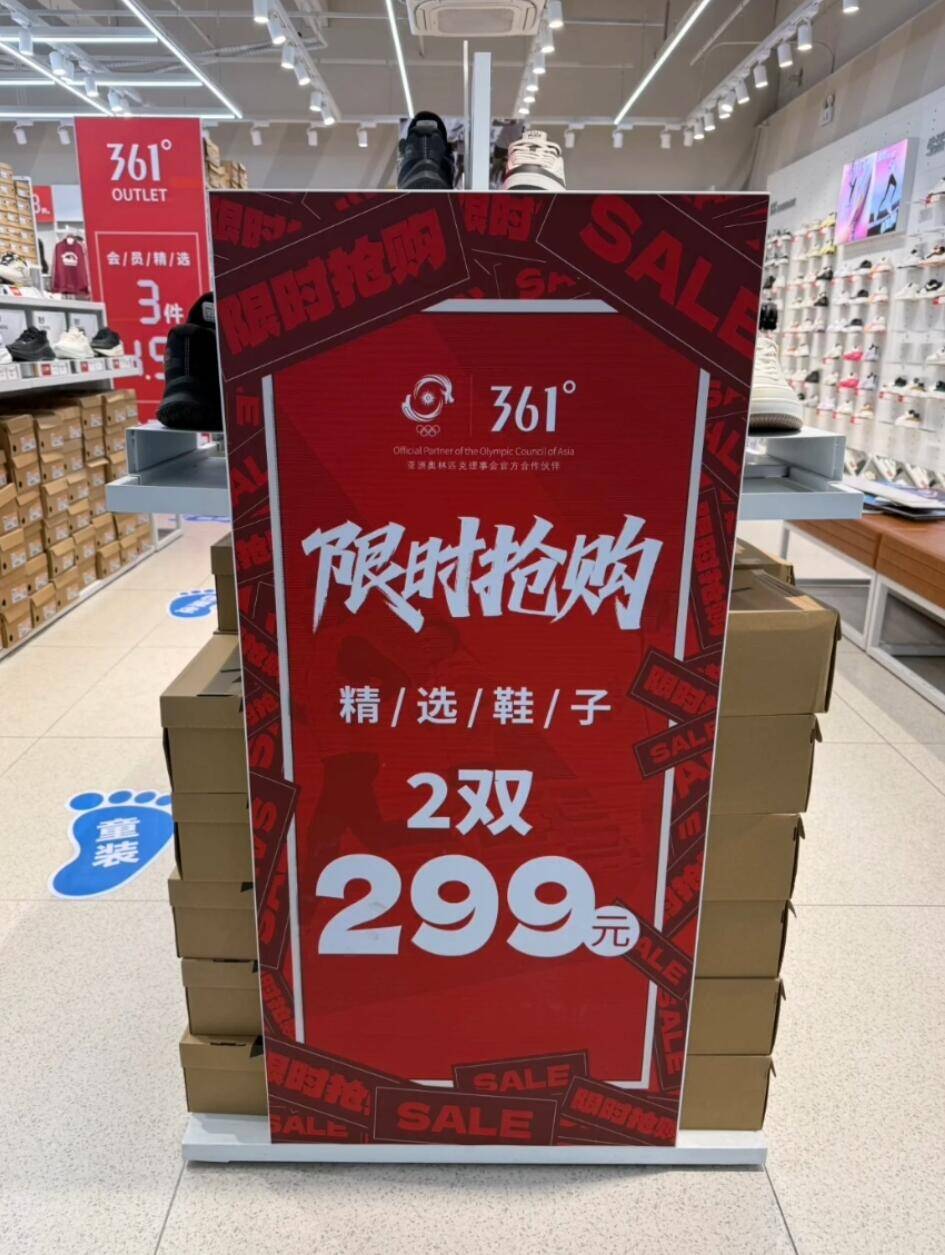 361°
OUTLET
会/员/精/选
3件
限时抢购
SALE
361°
Official Partner of the Olympic Council of Asia
亚洲奥林匹克理事会官方合作伙伴
限时抢购
精/选/鞋/子
2双
299元
童装
SALE
SALE
限时抢购
SALE
SALE